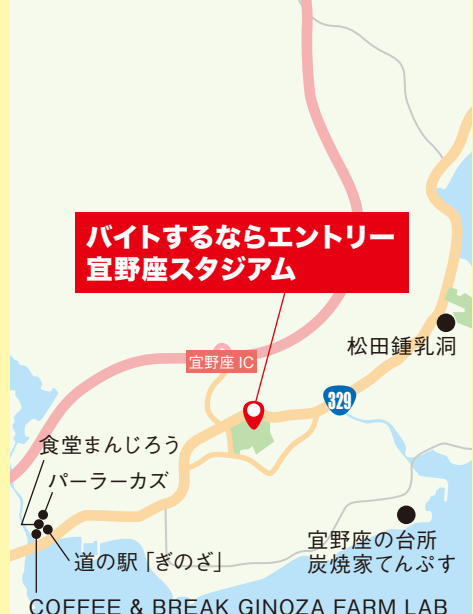 バイトするならエントリー
宜野座スタジアム
松田鍾乳洞
宜野座 IC
329
食堂まんじろう
パーラーカズ
宜野座の台所
炭焼家てんぷす
道の駅「ぎのざ」
COFFEE & BREAK GINOZA FARM LAB